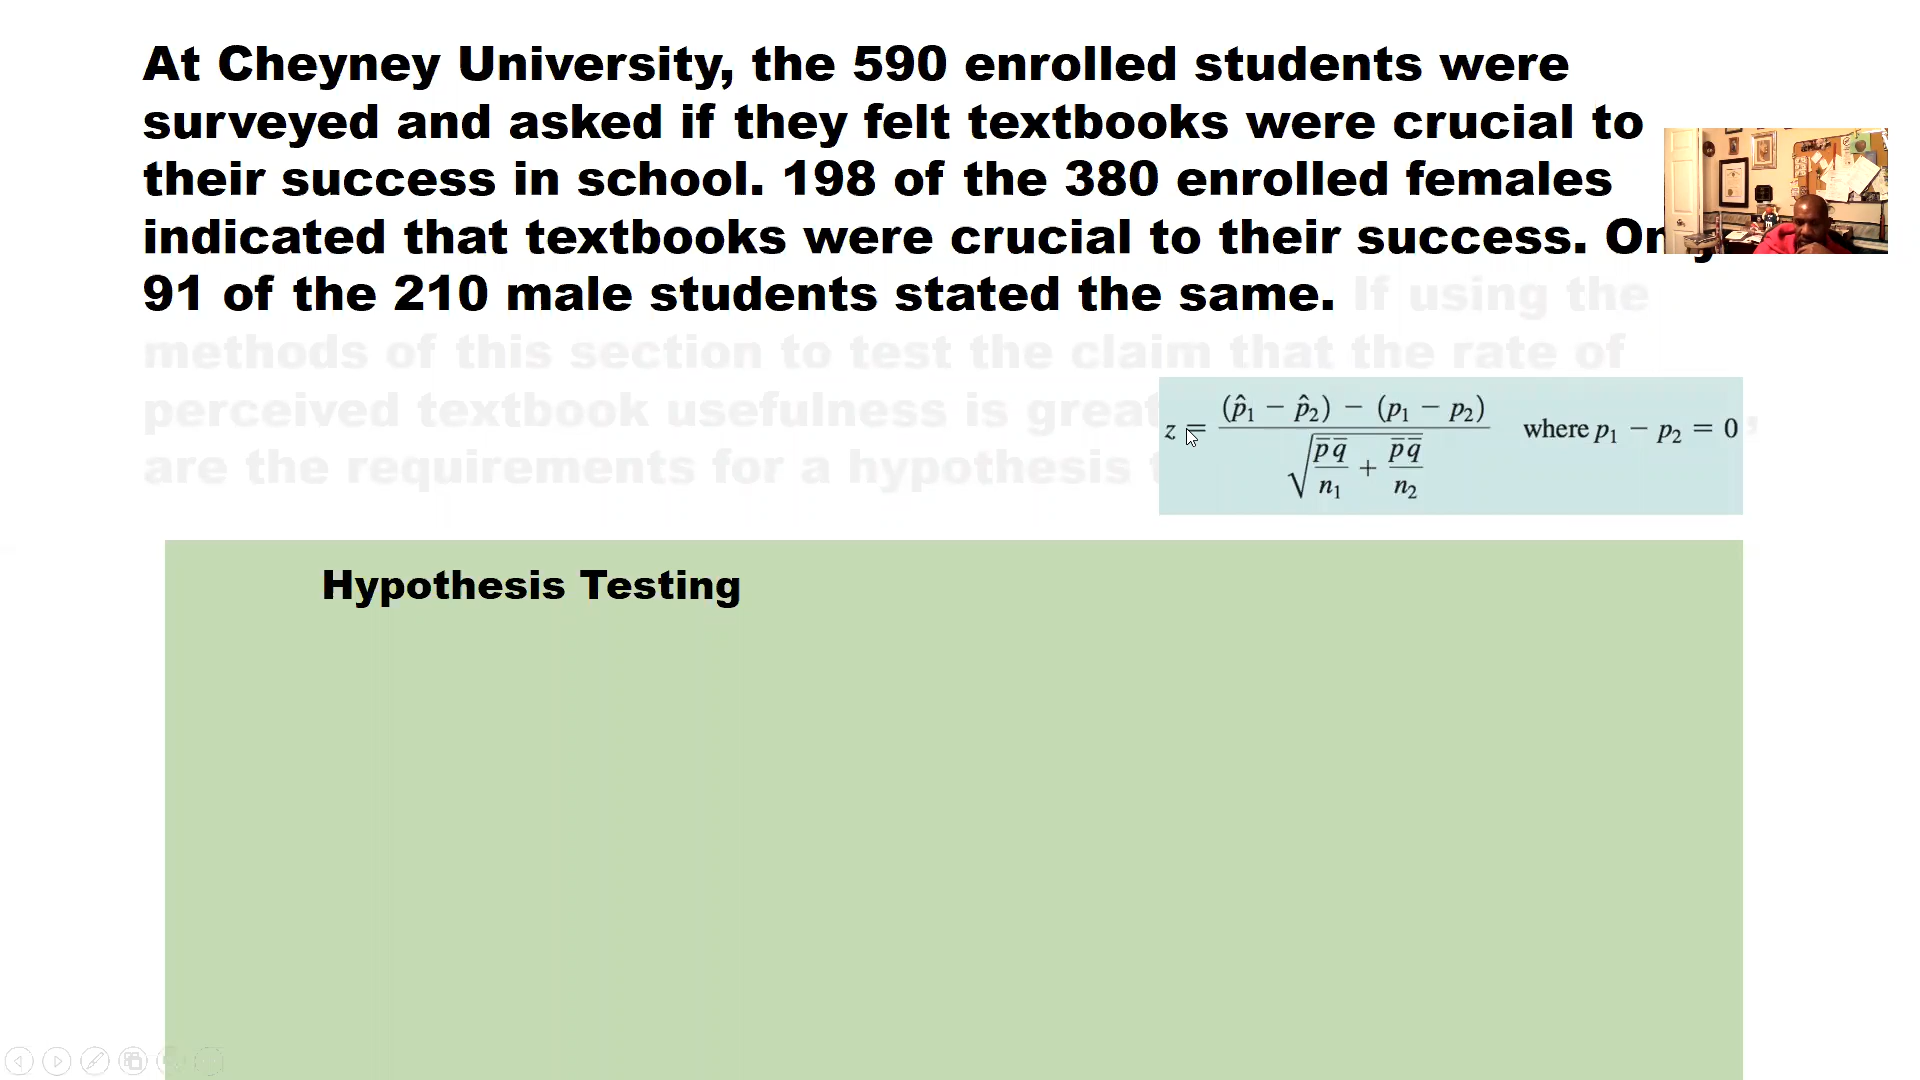 At Cheyney University, the 590 enrolled students were
surveyed and asked if they felt textbooks were crucial to
their success in school. 198 of the 380 enrolled females
indicated that textbooks were crucial to their success.
91 of the 210 male students stated the same. If using the
methods of this section to test the claim that the rate of
perceived textbook usefulness is
are the requirements for a hypothesis
z = (p̂₁ − p̂₂) − (p₁ − p₂) / √(p̄q̄/n₁ + p̄q̄/n₂) where p₁ − p₂ = 0
Hypothesis Testing